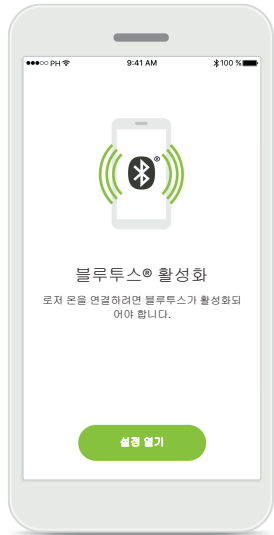 ●●●○○ PH 9:41 AM 100 %
®
블루투스® 활성화
로저 온을 연결하려면 블루투스가 활성화되
어야 합니다.
설정 열기